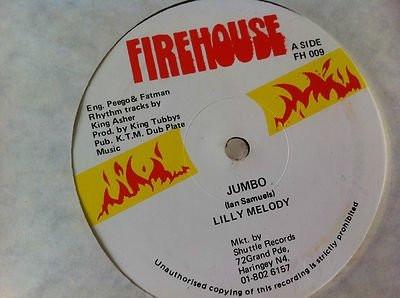 FIREHOUSE
A SIDE
FH 009
Eng. Peego& Fatman
Rhythm tracks by
King Asher
Prod. by King Tubbys
Pub. K.T.M. Dub Plate
Music
JUMBO
(Ian Samuels)
LILLY MELODY
Mkt. by
Shuttle Records
72Grand Pde,
Haringey N4.
01-802 6157
Unauthorised copying of this recording is strictly prohibited